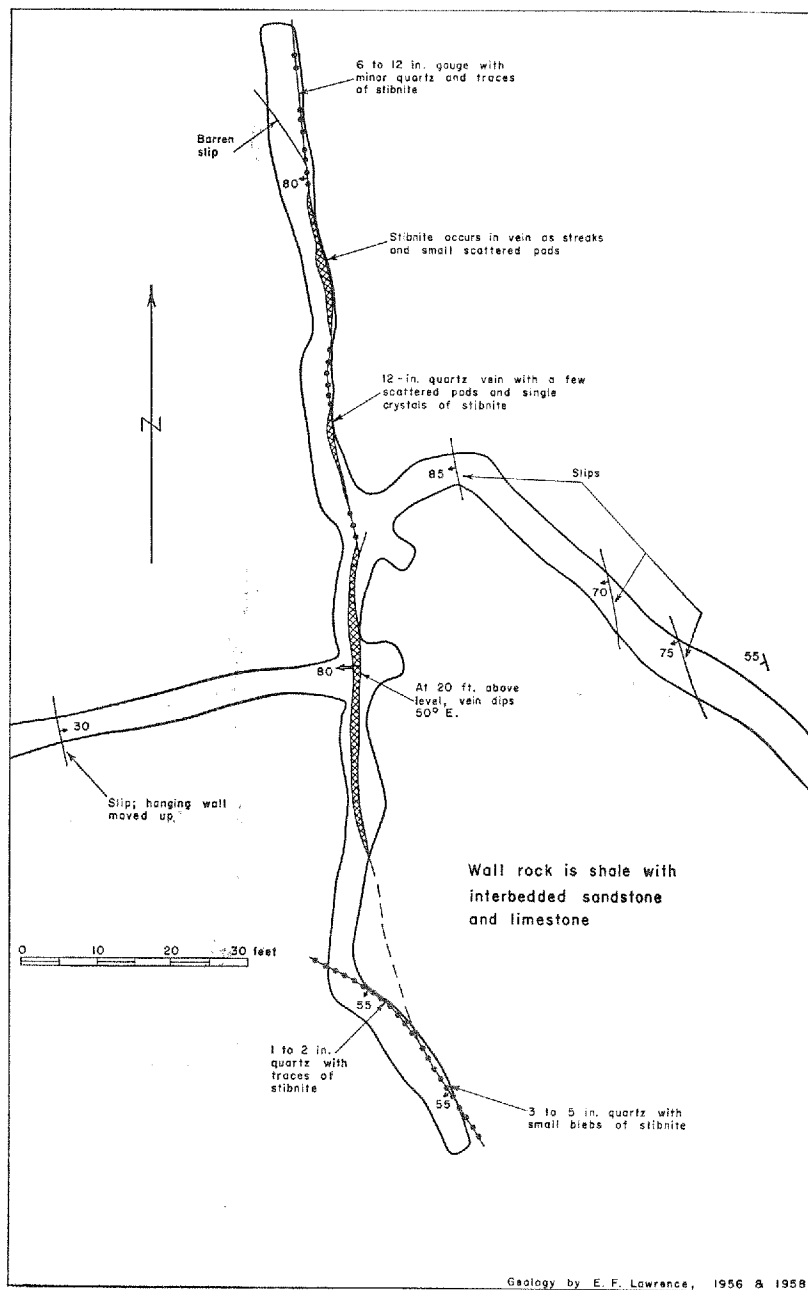 6 to 12 in. gauge with
minor quartz and traces
of stibnite
Barren
slip
80
Stibnite occurs in vein as streaks
and small scattered pods
N
12-in. quartz vein with a few
scattered pods and single
crystals of stibnite
85
Slips
70
75
55
80
At 20 ft. above
level, vein dips
50° E.
30
Slip; hanging wall
moved up.
Wall rock is shale with
interbedded sandstone
and limestone
0 10 20 30 feet
55
1 to 2 in.
quartz with
traces of
stibnite
55
3 to 5 in. quartz with
small blebs of stibnite
Geology by E. F. Lawrence, 1956 & 1958